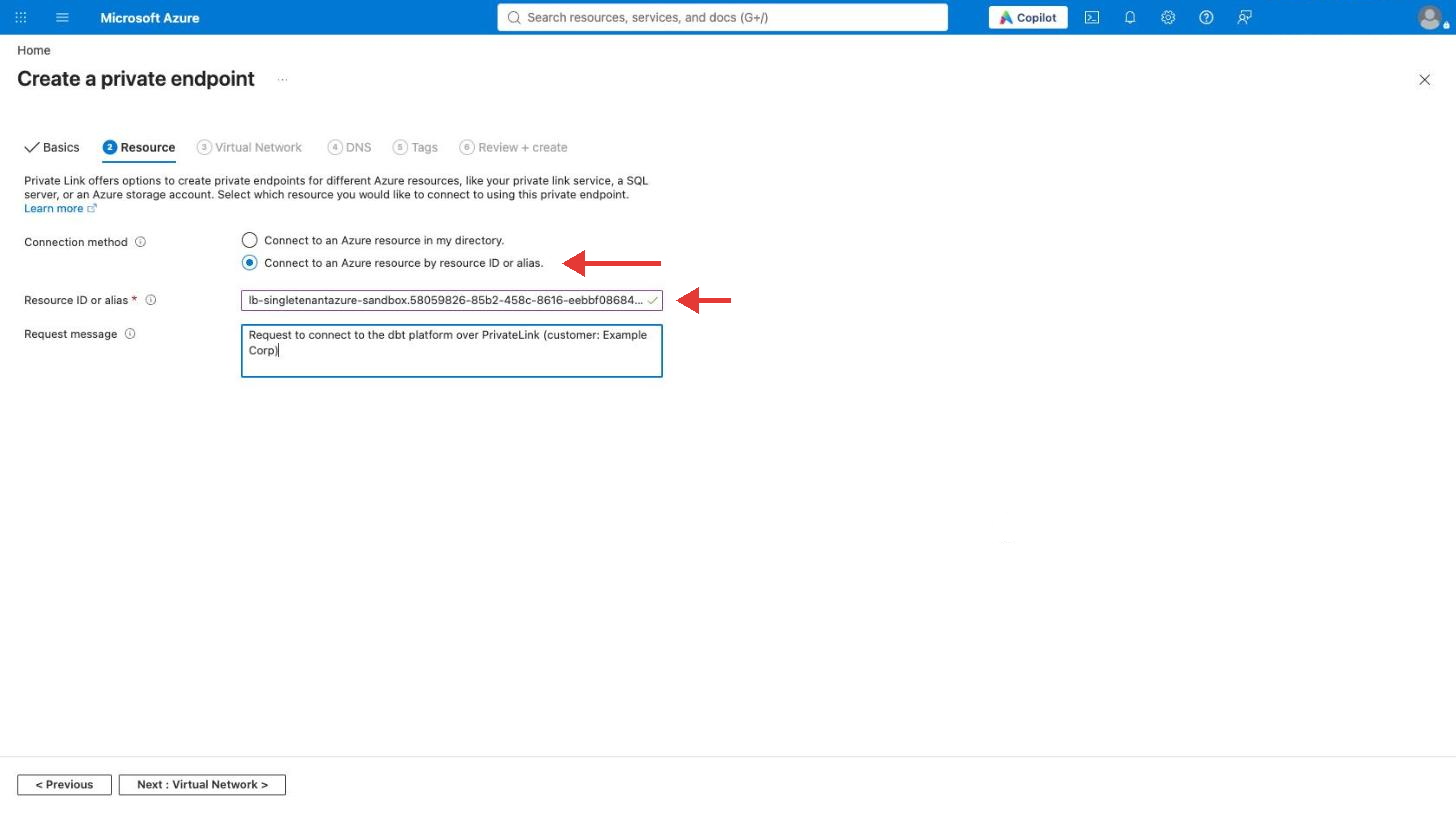 Microsoft Azure
Search resources, services, and docs (G+/)
Copilot
Home
Create a private endpoint
...
Basics
2 Resource
3 Virtual Network
4 DNS
5 Tags
6 Review + create
Private Link offers options to create private endpoints for different Azure resources, like your private link service, a SQL
server, or an Azure storage account. Select which resource you would like to connect to using this private endpoint.
Learn more
Connection method
Connect to an Azure resource in my directory.
Connect to an Azure resource by resource ID or alias.
Resource ID or alias *
lb-singletenantazure-sandbox.58059826-85b2-458c-8616-eebbf08684...
Request message
Request to connect to the dbt platform over PrivateLink (customer: Example
Corp)
< Previous
Next : Virtual Network >